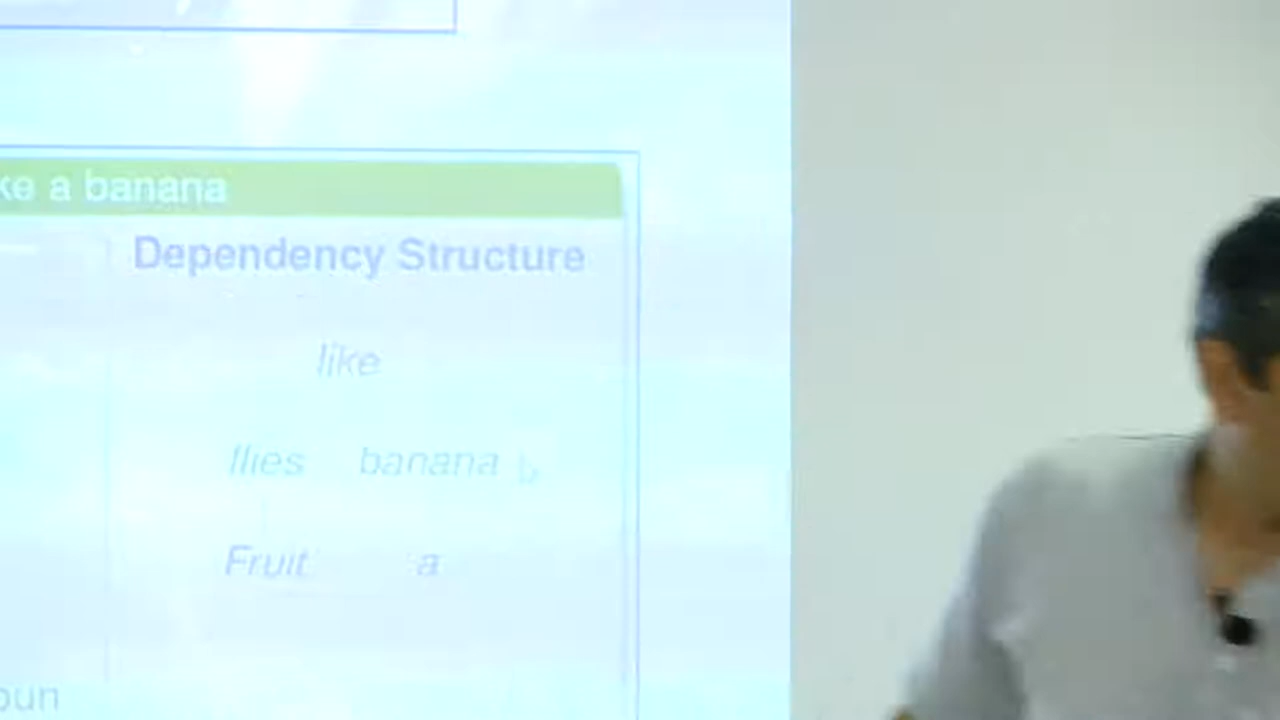 ke a banana
Dependency Structure
like
flies banana
Fruit a
oun